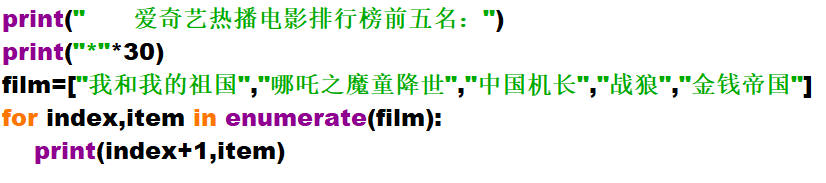 print("      爱奇艺热播电影排行榜前五名：")
print("*"*30)
film=["我和我的祖国","哪吒之魔童降世","中国机长","战狼","金钱帝国"]
for index,item in enumerate(film):
    print(index+1,item)